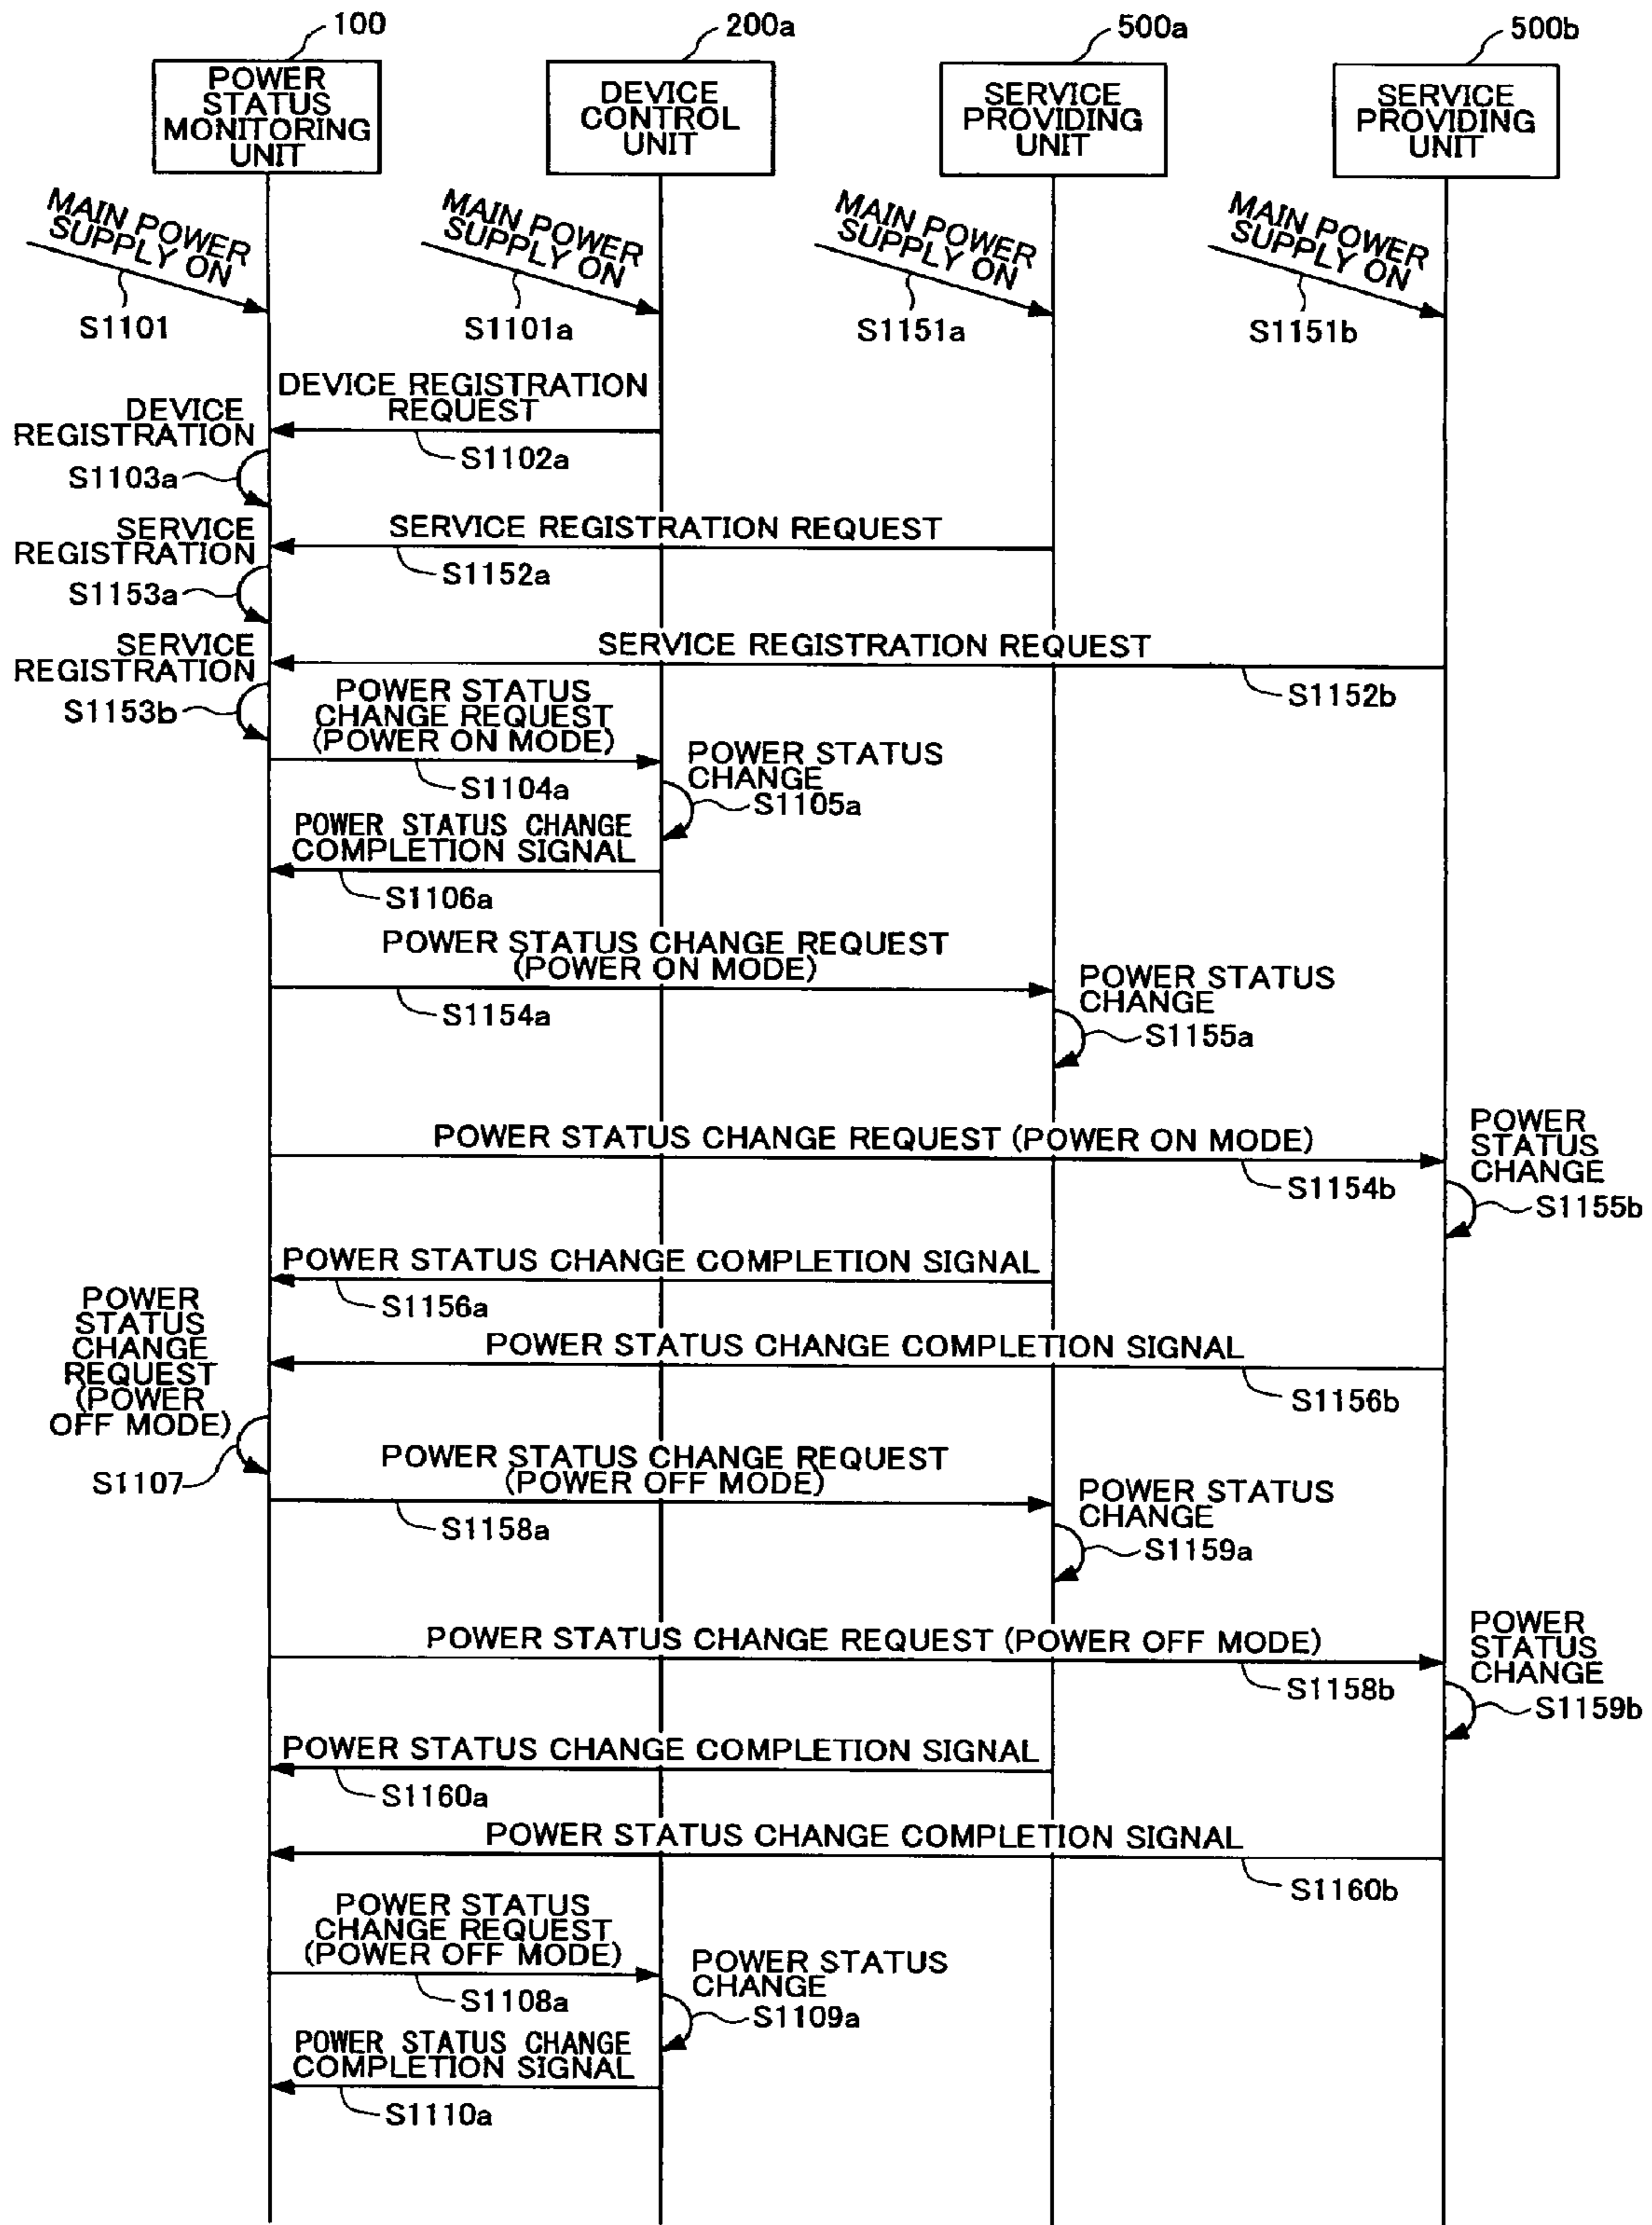 100
200a
500a
500b
POWER
STATUS
MONITORING
UNIT
DEVICE
CONTROL
UNIT
SERVICE
PROVIDING
UNIT
SERVICE
PROVIDING
UNIT
MAIN POWER
SUPPLY ON
S1101
MAIN POWER
SUPPLY ON
S1101a
MAIN POWER
SUPPLY ON
S1151a
MAIN POWER
SUPPLY ON
S1151b
DEVICE REGISTRATION
REQUEST
S1102a
DEVICE
REGISTRATION
S1103a
SERVICE REGISTRATION REQUEST
S1152a
SERVICE
REGISTRATION
S1153a
SERVICE REGISTRATION REQUEST
S1152b
SERVICE
REGISTRATION
S1153b
POWER STATUS
CHANGE REQUEST
(POWER ON MODE)
S1104a
POWER STATUS
CHANGE
S1105a
POWER STATUS CHANGE
COMPLETION SIGNAL
S1106a
POWER STATUS CHANGE REQUEST
(POWER ON MODE)
S1154a
POWER STATUS
CHANGE
S1155a
POWER STATUS CHANGE REQUEST (POWER ON MODE)
S1154b
POWER
STATUS
CHANGE
S1155b
POWER STATUS CHANGE COMPLETION SIGNAL
S1156a
POWER STATUS CHANGE COMPLETION SIGNAL
S1156b
POWER
STATUS
CHANGE
REQUEST
(POWER
OFF MODE)
S1107
POWER STATUS CHANGE REQUEST
(POWER OFF MODE)
S1158a
POWER STATUS
CHANGE
S1159a
POWER STATUS CHANGE REQUEST (POWER OFF MODE)
S1158b
POWER
STATUS
CHANGE
S1159b
POWER STATUS CHANGE COMPLETION SIGNAL
S1160a
POWER STATUS CHANGE COMPLETION SIGNAL
S1160b
POWER STATUS
CHANGE REQUEST
(POWER OFF MODE)
S1108a
POWER STATUS
CHANGE
S1109a
POWER STATUS CHANGE
COMPLETION SIGNAL
S1110a